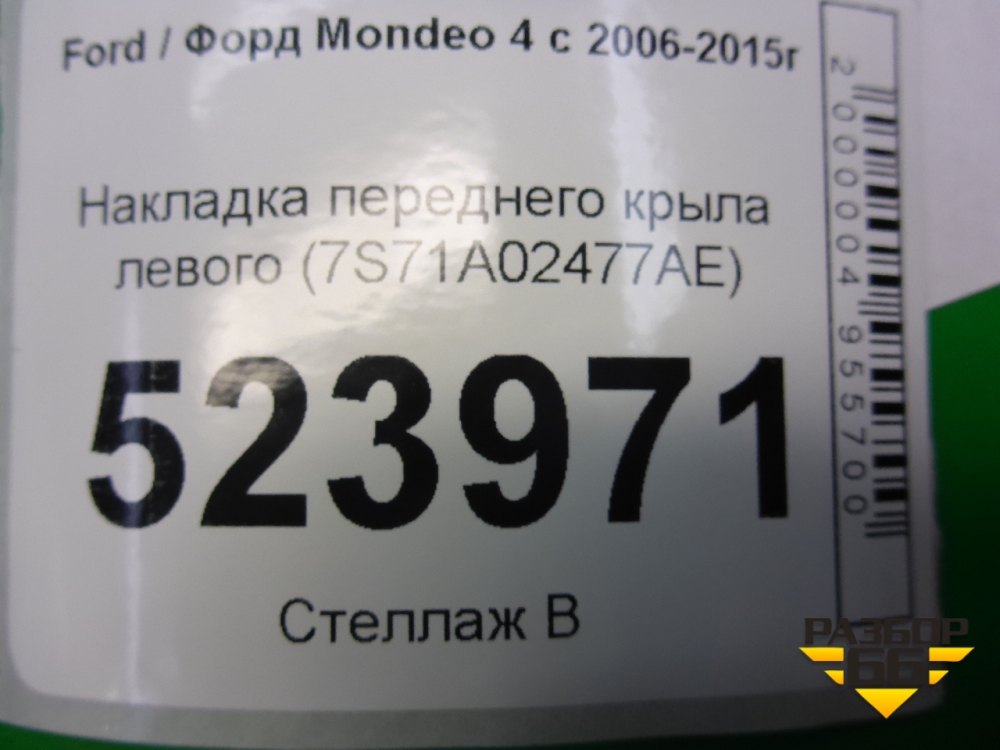 Ford / Форд Mondeo 4 с 2006-2015г
Накладка переднего крыла
левого (7S71A02477AE)
523971
Стеллаж В
2000004955700
РАЗБОР
66